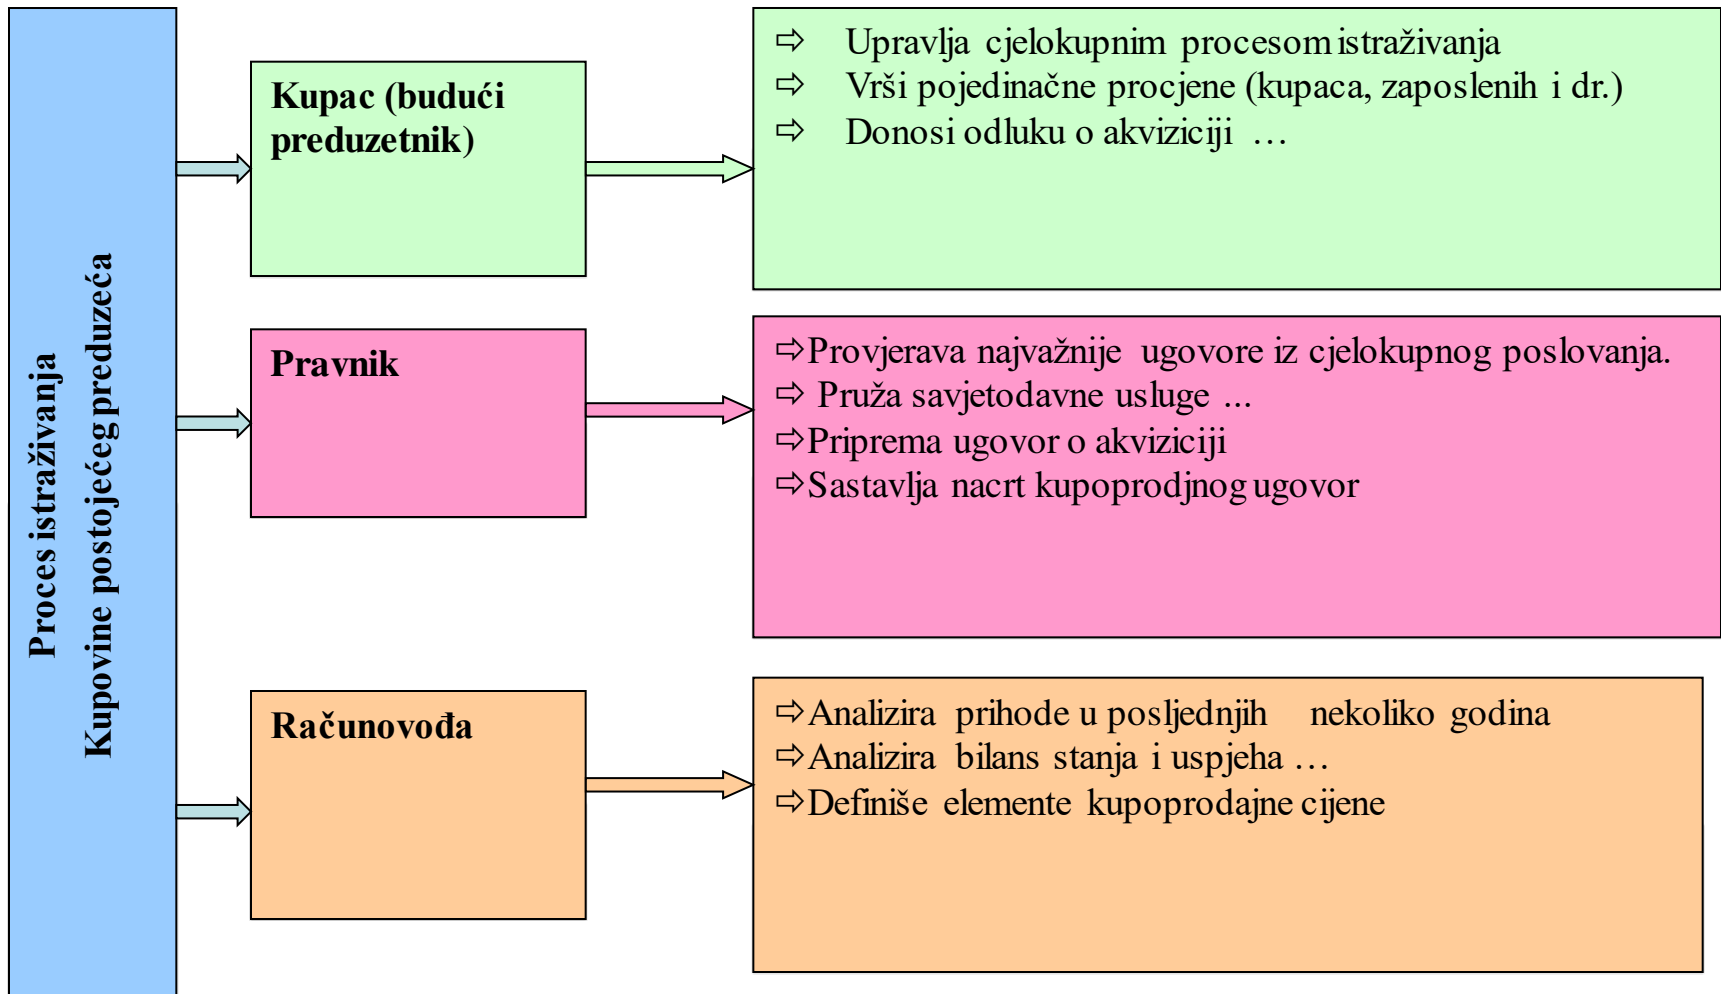 Proces istraživanja
Kupovine postojećeg preduzeća
Kupac (budući
preduzetnik)
⇨ Upravlja cjelokupnim procesom istraživanja
⇨ Vrši pojedinačne procjene (kupaca, zaposlenih i dr.)
⇨ Donosi odluku o akviziciji …
Pravnik
⇨Provjerava najvažnije ugovore iz cjelokupnog poslovanja.
⇨ Pruža savjetodavne usluge ...
⇨Priprema ugovor o akviziciji
⇨Sastavlja nacrt kupoprodjnog ugovor
Računovođa
⇨Analizira prihode u posljednjih nekoliko godina
⇨Analizira bilans stanja i uspjeha …
⇨Definiše elemente kupoprodajne cijene